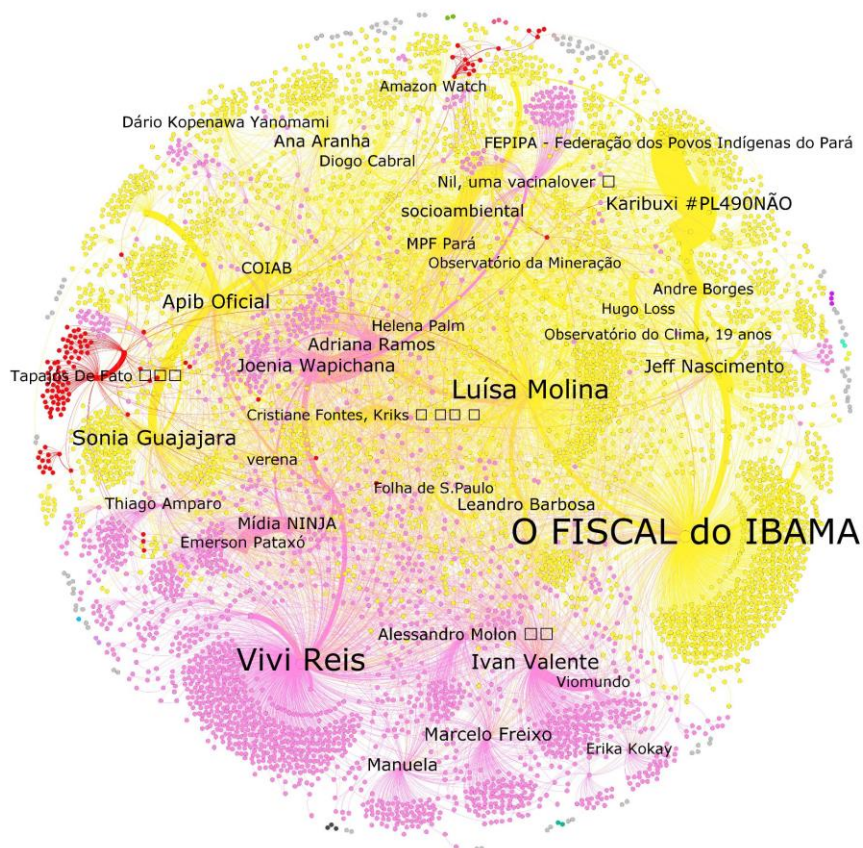 Amazon Watch
Dário Kopenawa Yanomami
Ana Aranha
FEPIPA - Federação dos Povos Indígenas do Pará
Diogo Cabral
Nil, uma vacinalover □
socioambiental
Karibuxi #PL490NÃO
MPF Pará
Observatório da Mineração
COIAB
Andre Borges
Apib Oficial
Hugo Loss
Helena Palm
Observatório do Clima, 19 anos
Adriana Ramos
Joenia Wapichana
Jeff Nascimento
Tapajós De Fato □□□
Luísa Molina
Cristiane Fontes, Kriks □ □□ □
Sonia Guajajara
verena
Folha de S.Paulo
Thiago Amparo
Leandro Barbosa
Mídia NINJA
O FISCAL do IBAMA
Emerson Pataxó
Alessandro Molon □□
Vivi Reis
Ivan Valente
Viomundo
Marcelo Freixo
Erika Kokay
Manuela